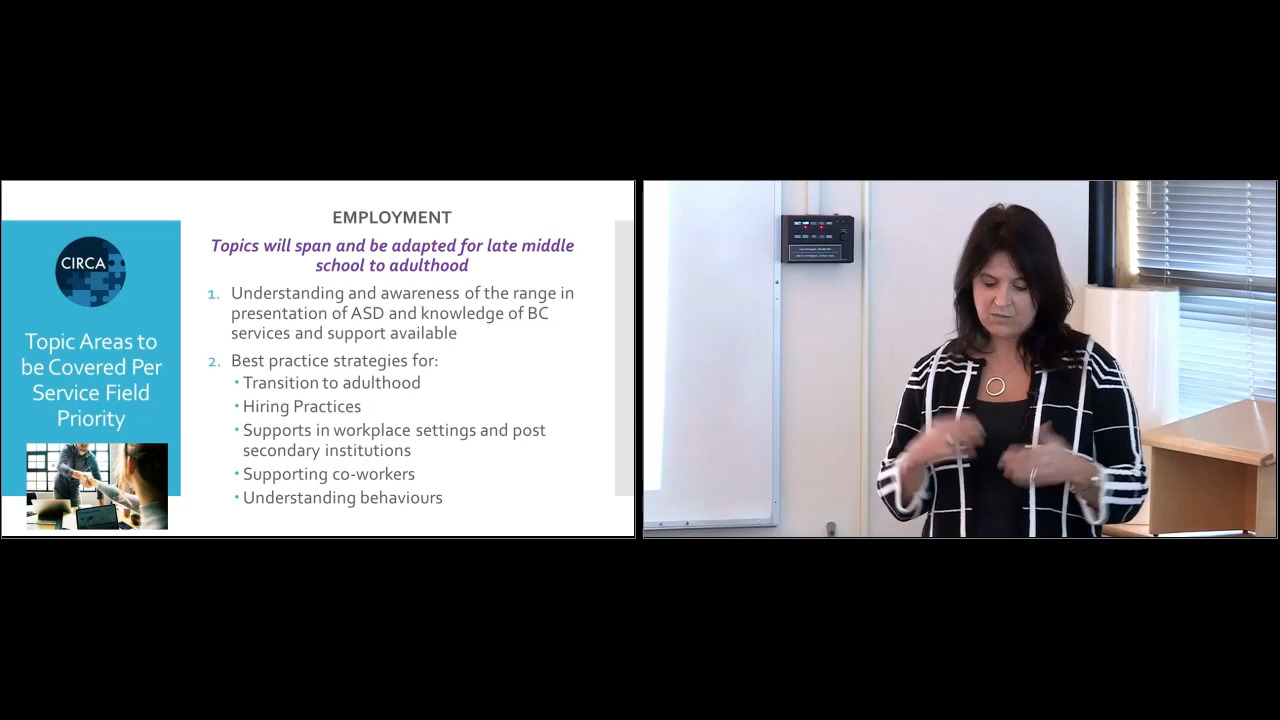 CIRCA
Topic Areas to
be Covered Per
Service Field
Priority
EMPLOYMENT
Topics will span and be adapted for late middle
school to adulthood
1. Understanding and awareness of the range in
presentation of ASD and knowledge of BC
services and support available
2. Best practice strategies for:
• Transition to adulthood
• Hiring Practices
• Supports in workplace settings and post
secondary institutions
• Supporting co-workers
• Understanding behaviours